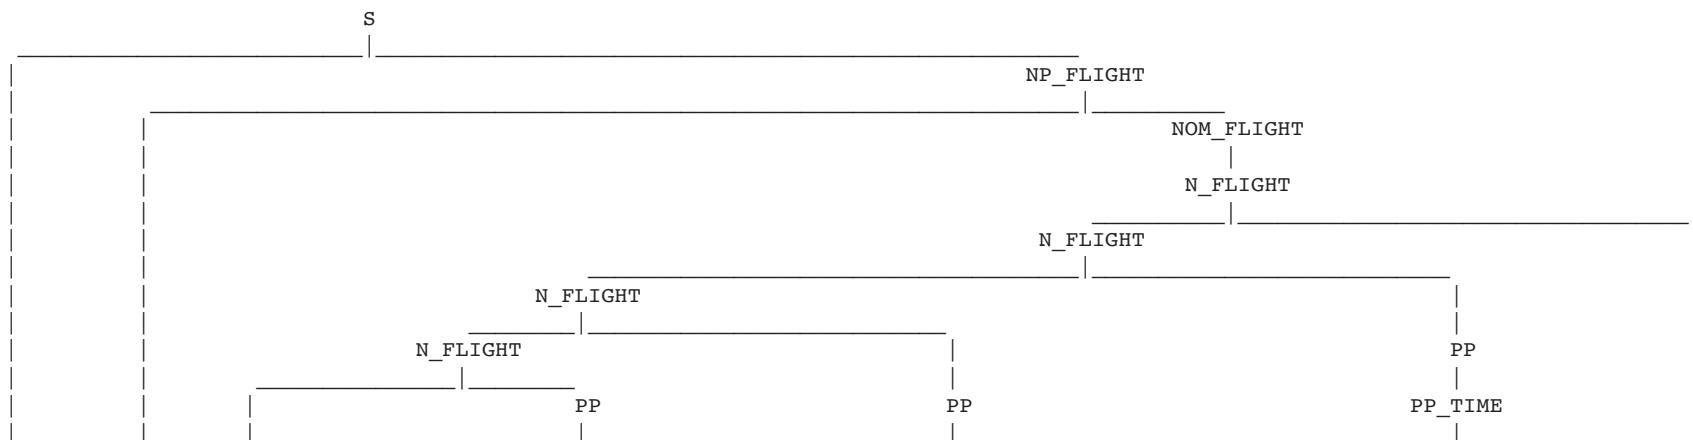 S
NP_FLIGHT
NOM_FLIGHT
N_FLIGHT
N_FLIGHT
N_FLIGHT
N_FLIGHT PP
PP PP PP_TIME